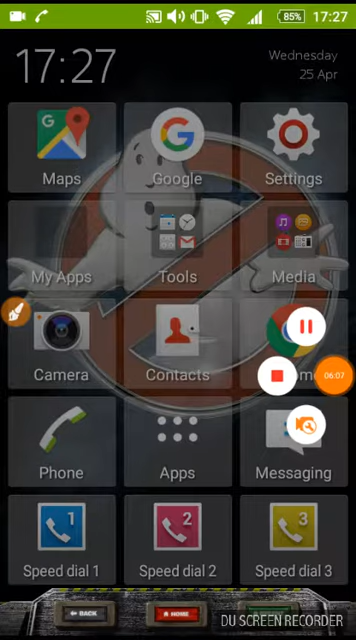 85% 17:27
17:27
Wednesday
25 Apr
Maps
Google
Settings
My Apps
Tools
Media
Camera
Contacts
06:07
Phone
Apps
Messaging
1
2
3
Speed dial 1
Speed dial 2
Speed dial 3
BACK
HOME
DU SCREEN RECORDER